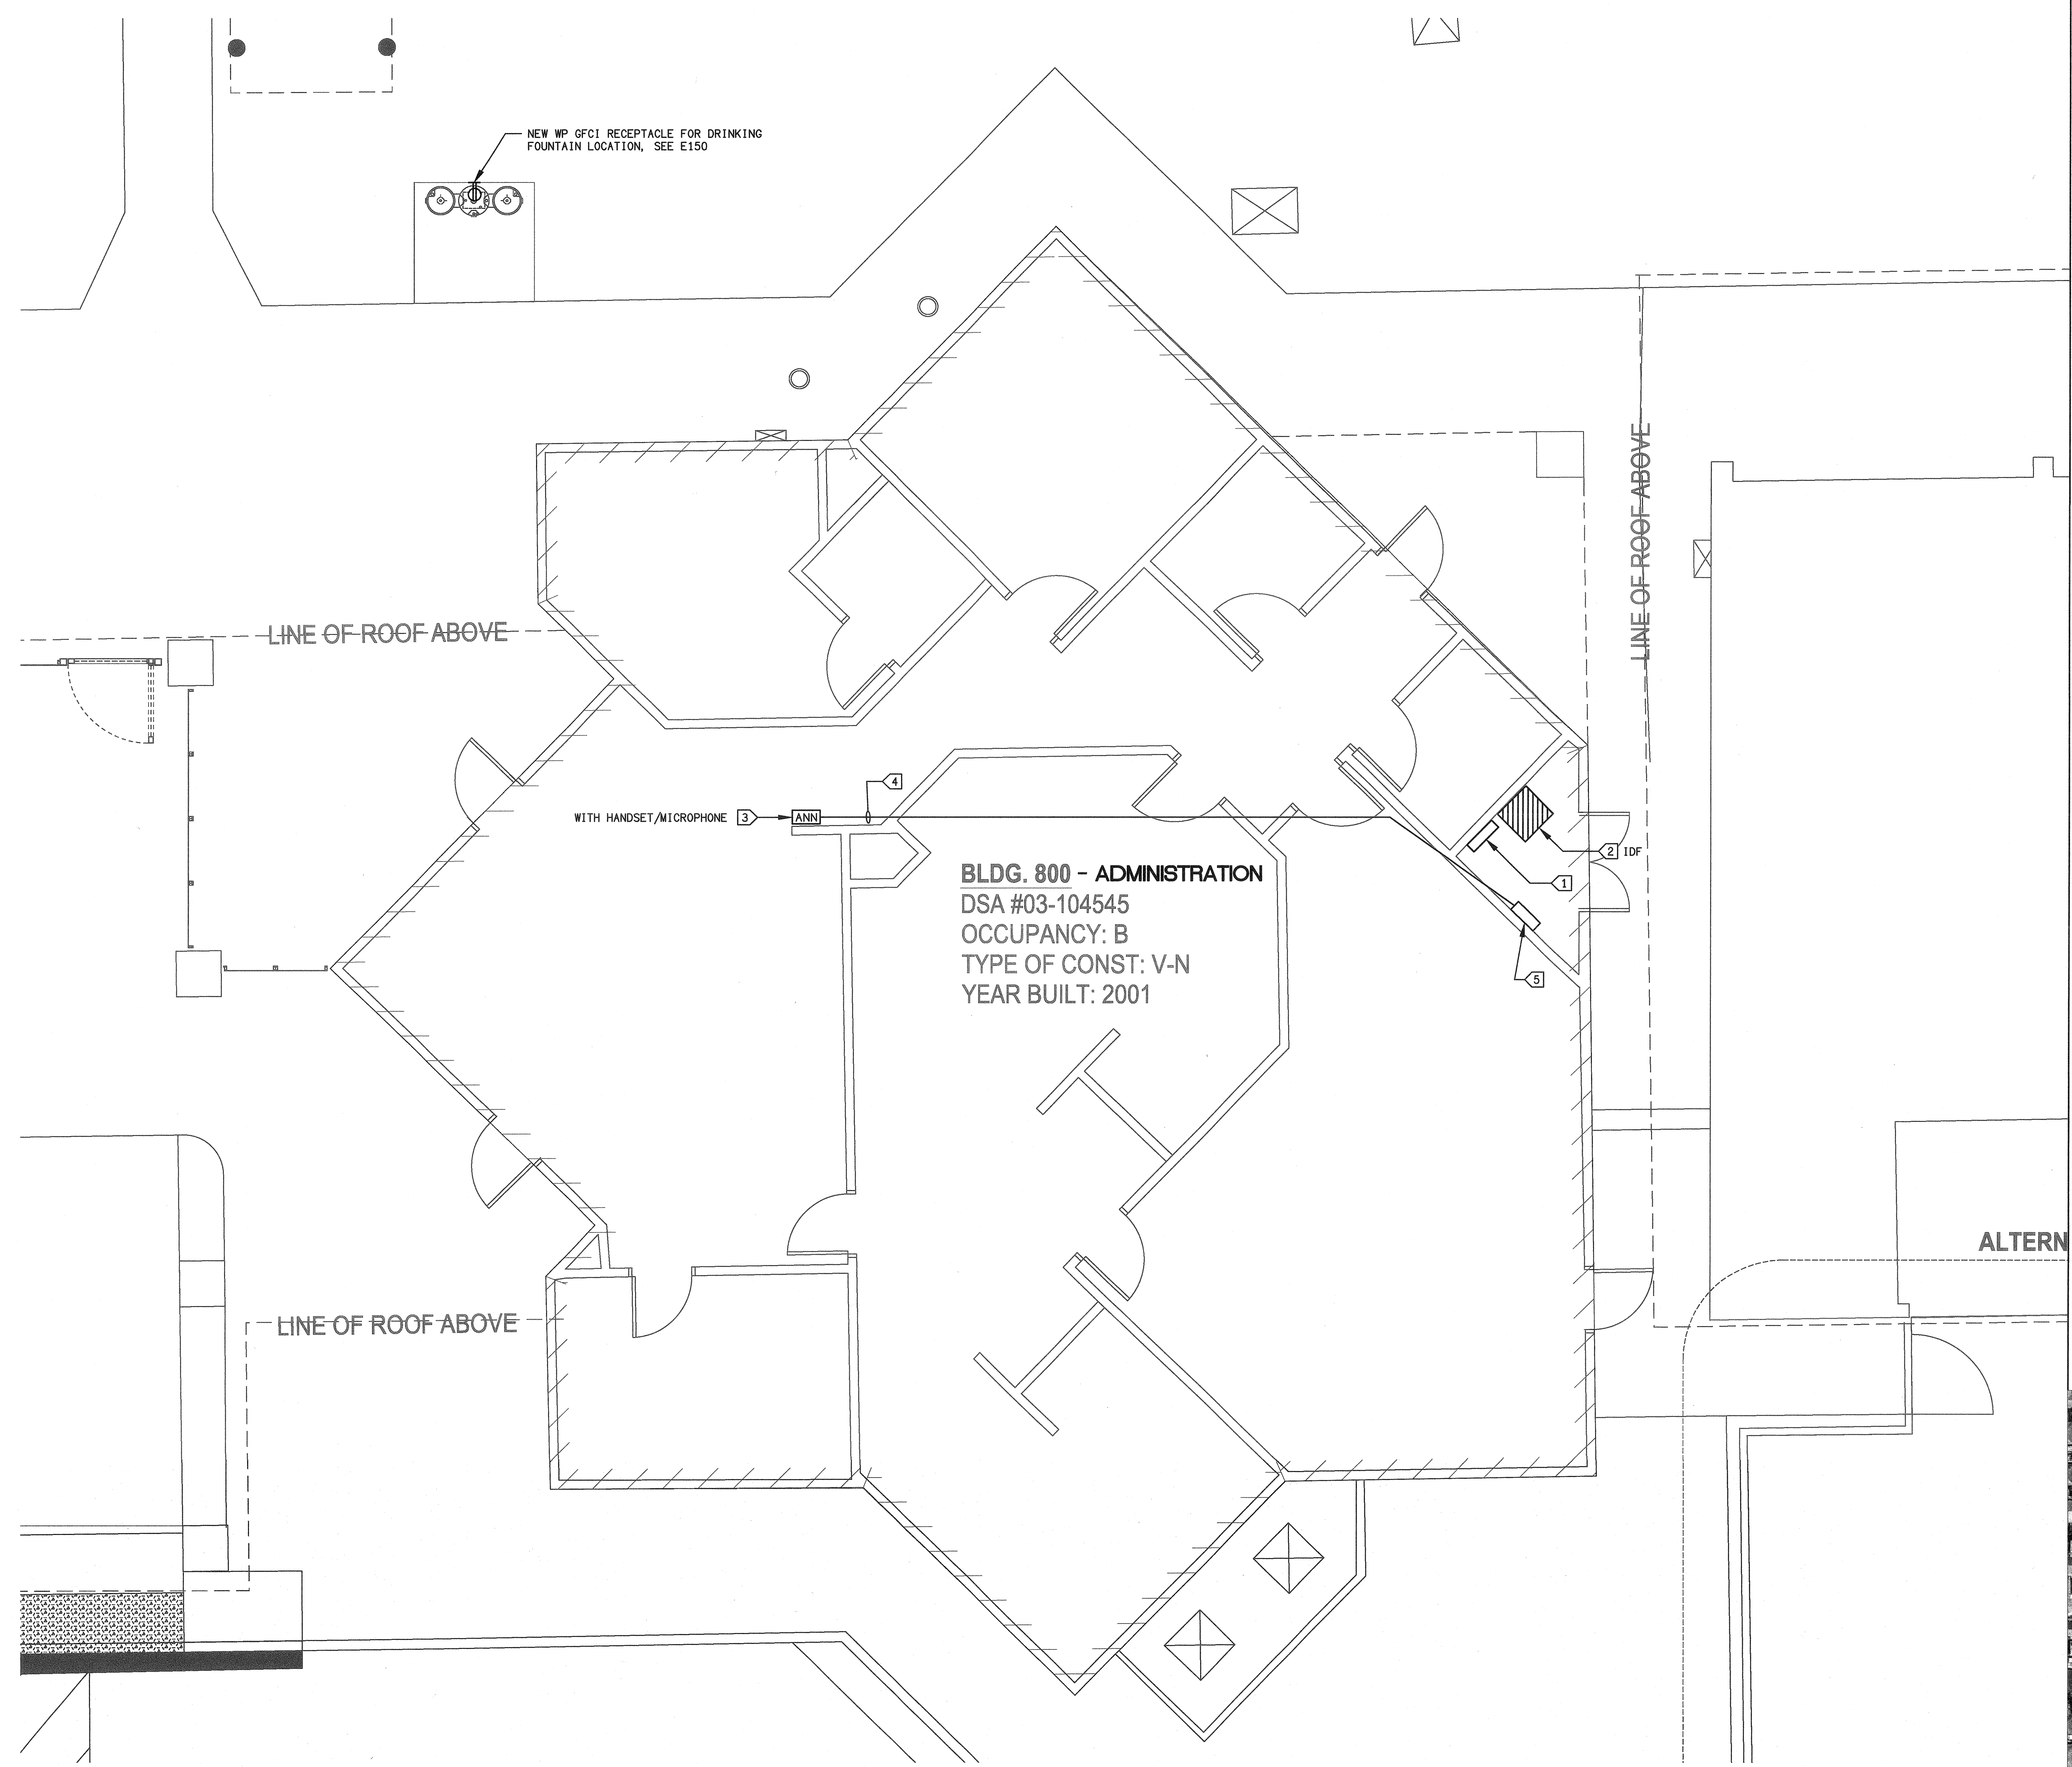 NEW WP GFCI RECEPTACLE FOR DRINKING
FOUNTAIN LOCATION, SEE E150
LINE OF ROOF ABOVE
LINE OF ROOF ABOVE
4
WITH HANDSET/MICROPHONE 3 ANN
2 IDF
1
5
BLDG. 800 - ADMINISTRATION
DSA #03-104545
OCCUPANCY: B
TYPE OF CONST: V-N
YEAR BUILT: 2001
ALTERN
LINE OF ROOF ABOVE